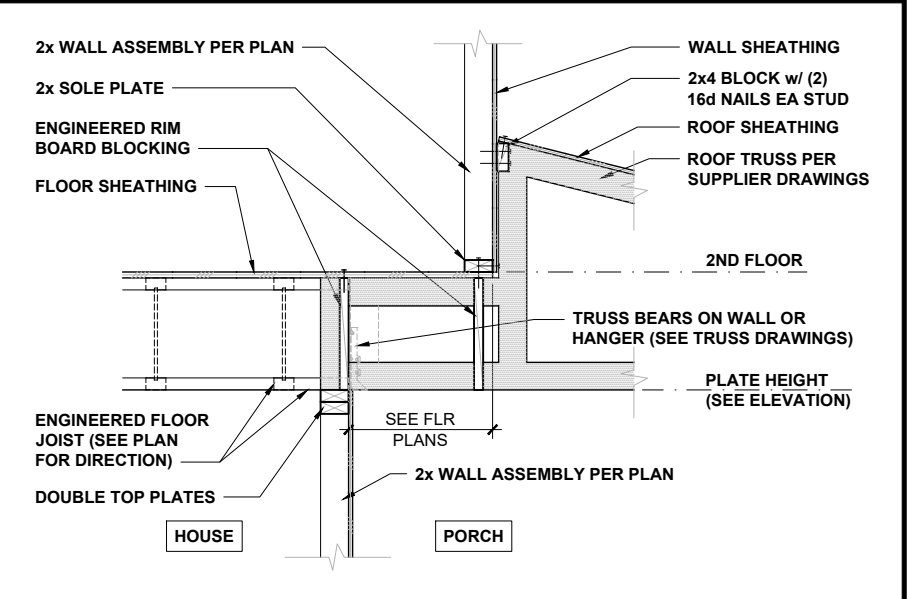 2x WALL ASSEMBLY PER PLAN
2x SOLE PLATE
ENGINEERED RIM
BOARD BLOCKING
FLOOR SHEATHING
WALL SHEATHING
2x4 BLOCK w/ (2)
16d NAILS EA STUD
ROOF SHEATHING
ROOF TRUSS PER
SUPPLIER DRAWINGS
2ND FLOOR
TRUSS BEARS ON WALL OR
HANGER (SEE TRUSS DRAWINGS)
PLATE HEIGHT
(SEE ELEVATION)
ENGINEERED FLOOR
JOIST (SEE PLAN
FOR DIRECTION)
DOUBLE TOP PLATES
SEE FLR
PLANS
2x WALL ASSEMBLY PER PLAN
HOUSE
PORCH